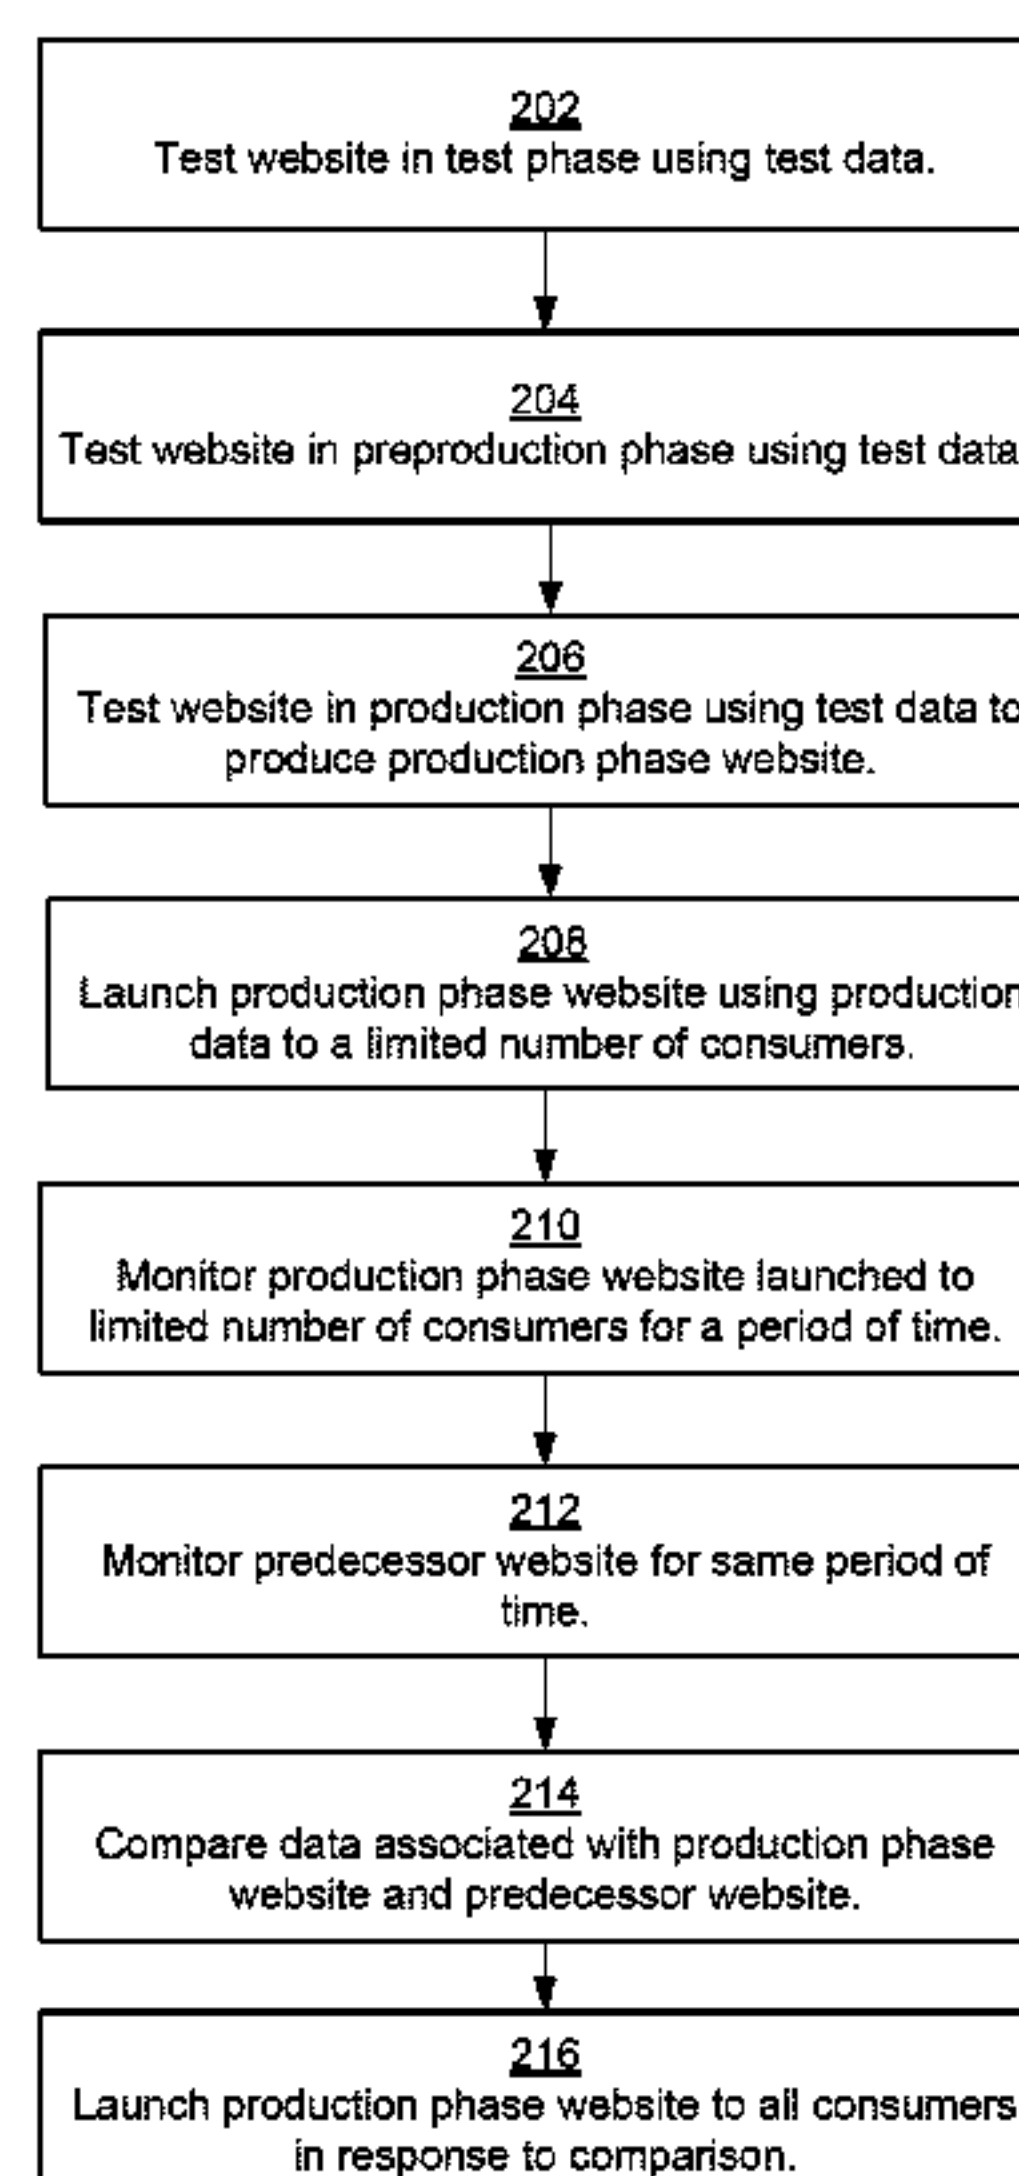 202
Test website in test phase using test data.
204
Test website in preproduction phase using test data
206
Test website in production phase using test data to
produce production phase website.
208
Launch production phase website using production
data to a limited number of consumers.
210
Monitor production phase website launched to
limited number of consumers for a period of time.
212
Monitor predecessor website for same period of
time.
214
Compare data associated with production phase
website and predecessor website.
216
Launch production phase website to all consumers
in response to comparison.